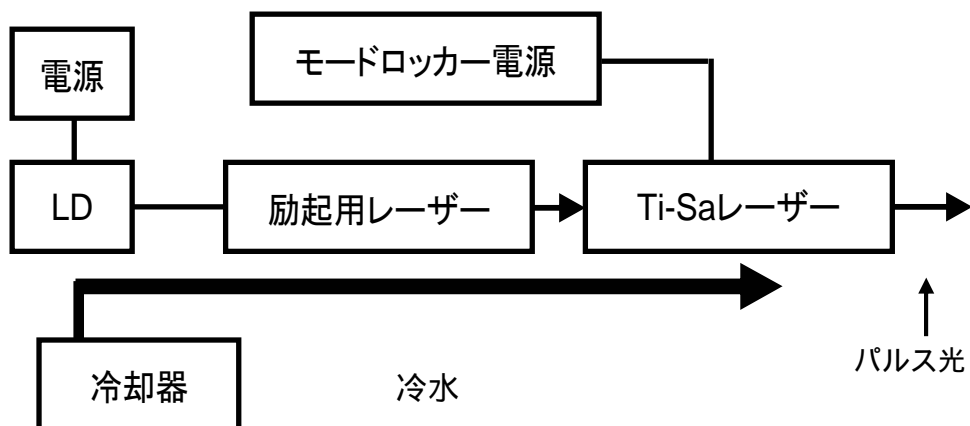 電源
モードロッカー電源
LD
励起用レーザー
Ti-Saレーザー
パルス光
冷却器
冷水